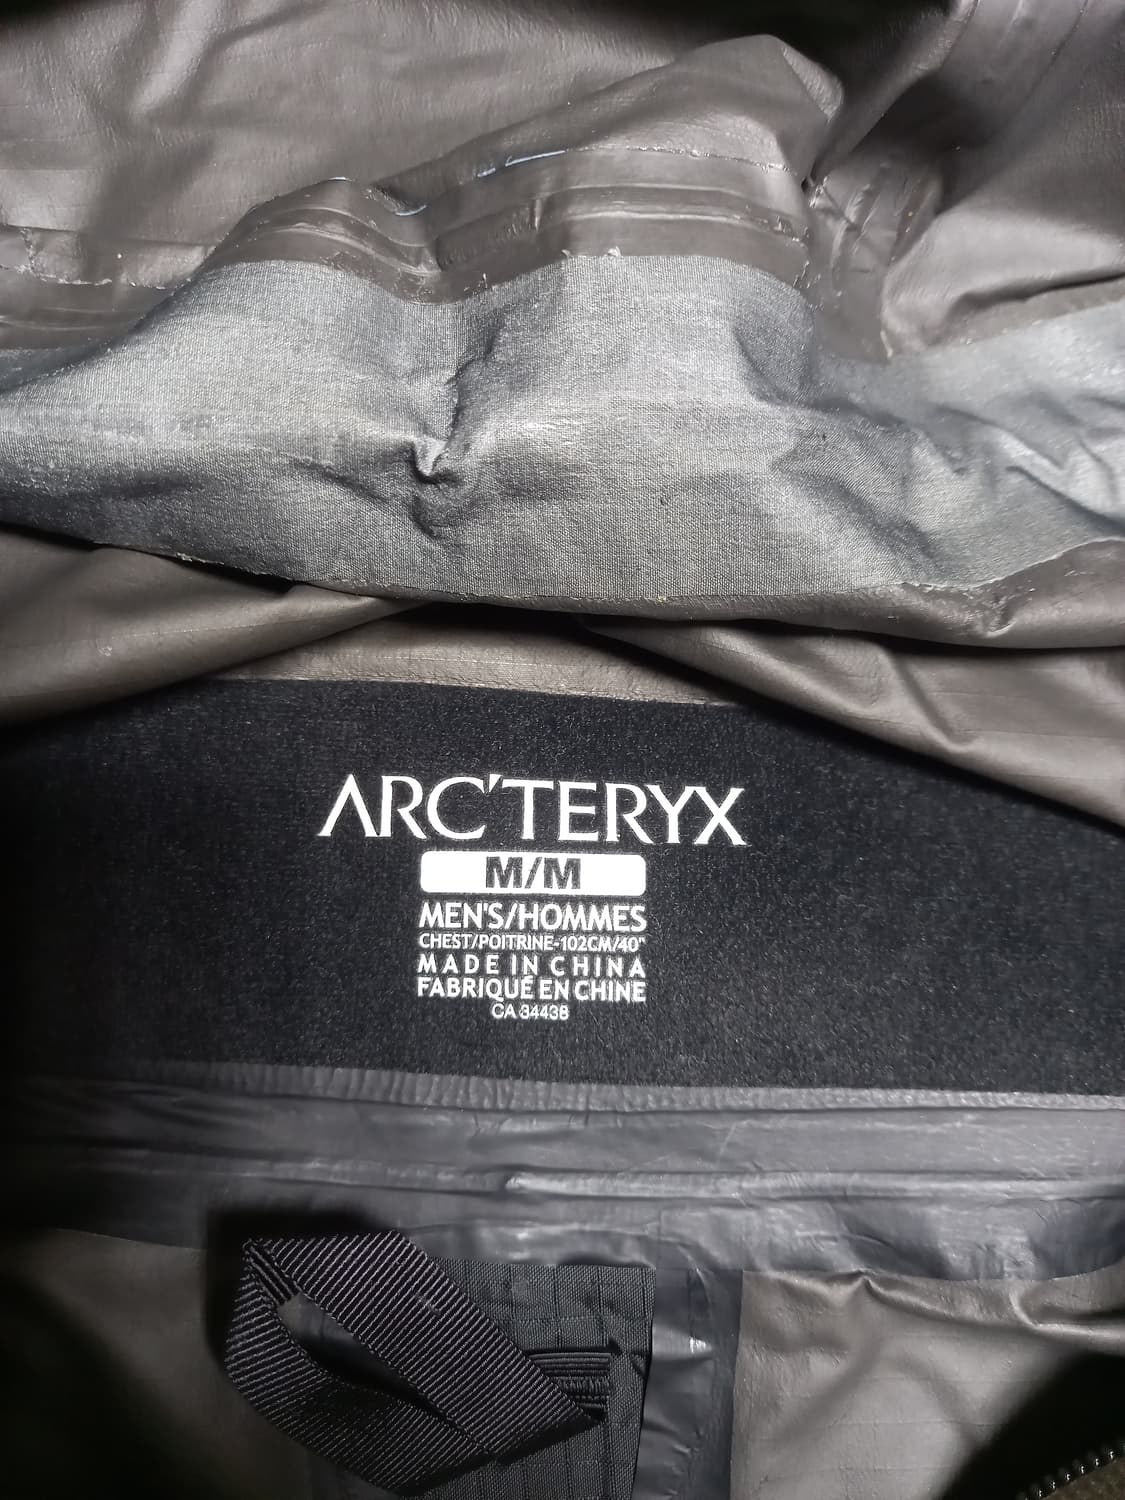 ARC'TERYX
M/M
MEN'S/HOMMES
CHEST/POITRINE-102CM/40"
MADE IN CHINA
FABRIQUÉ EN CHINE
CA 34438